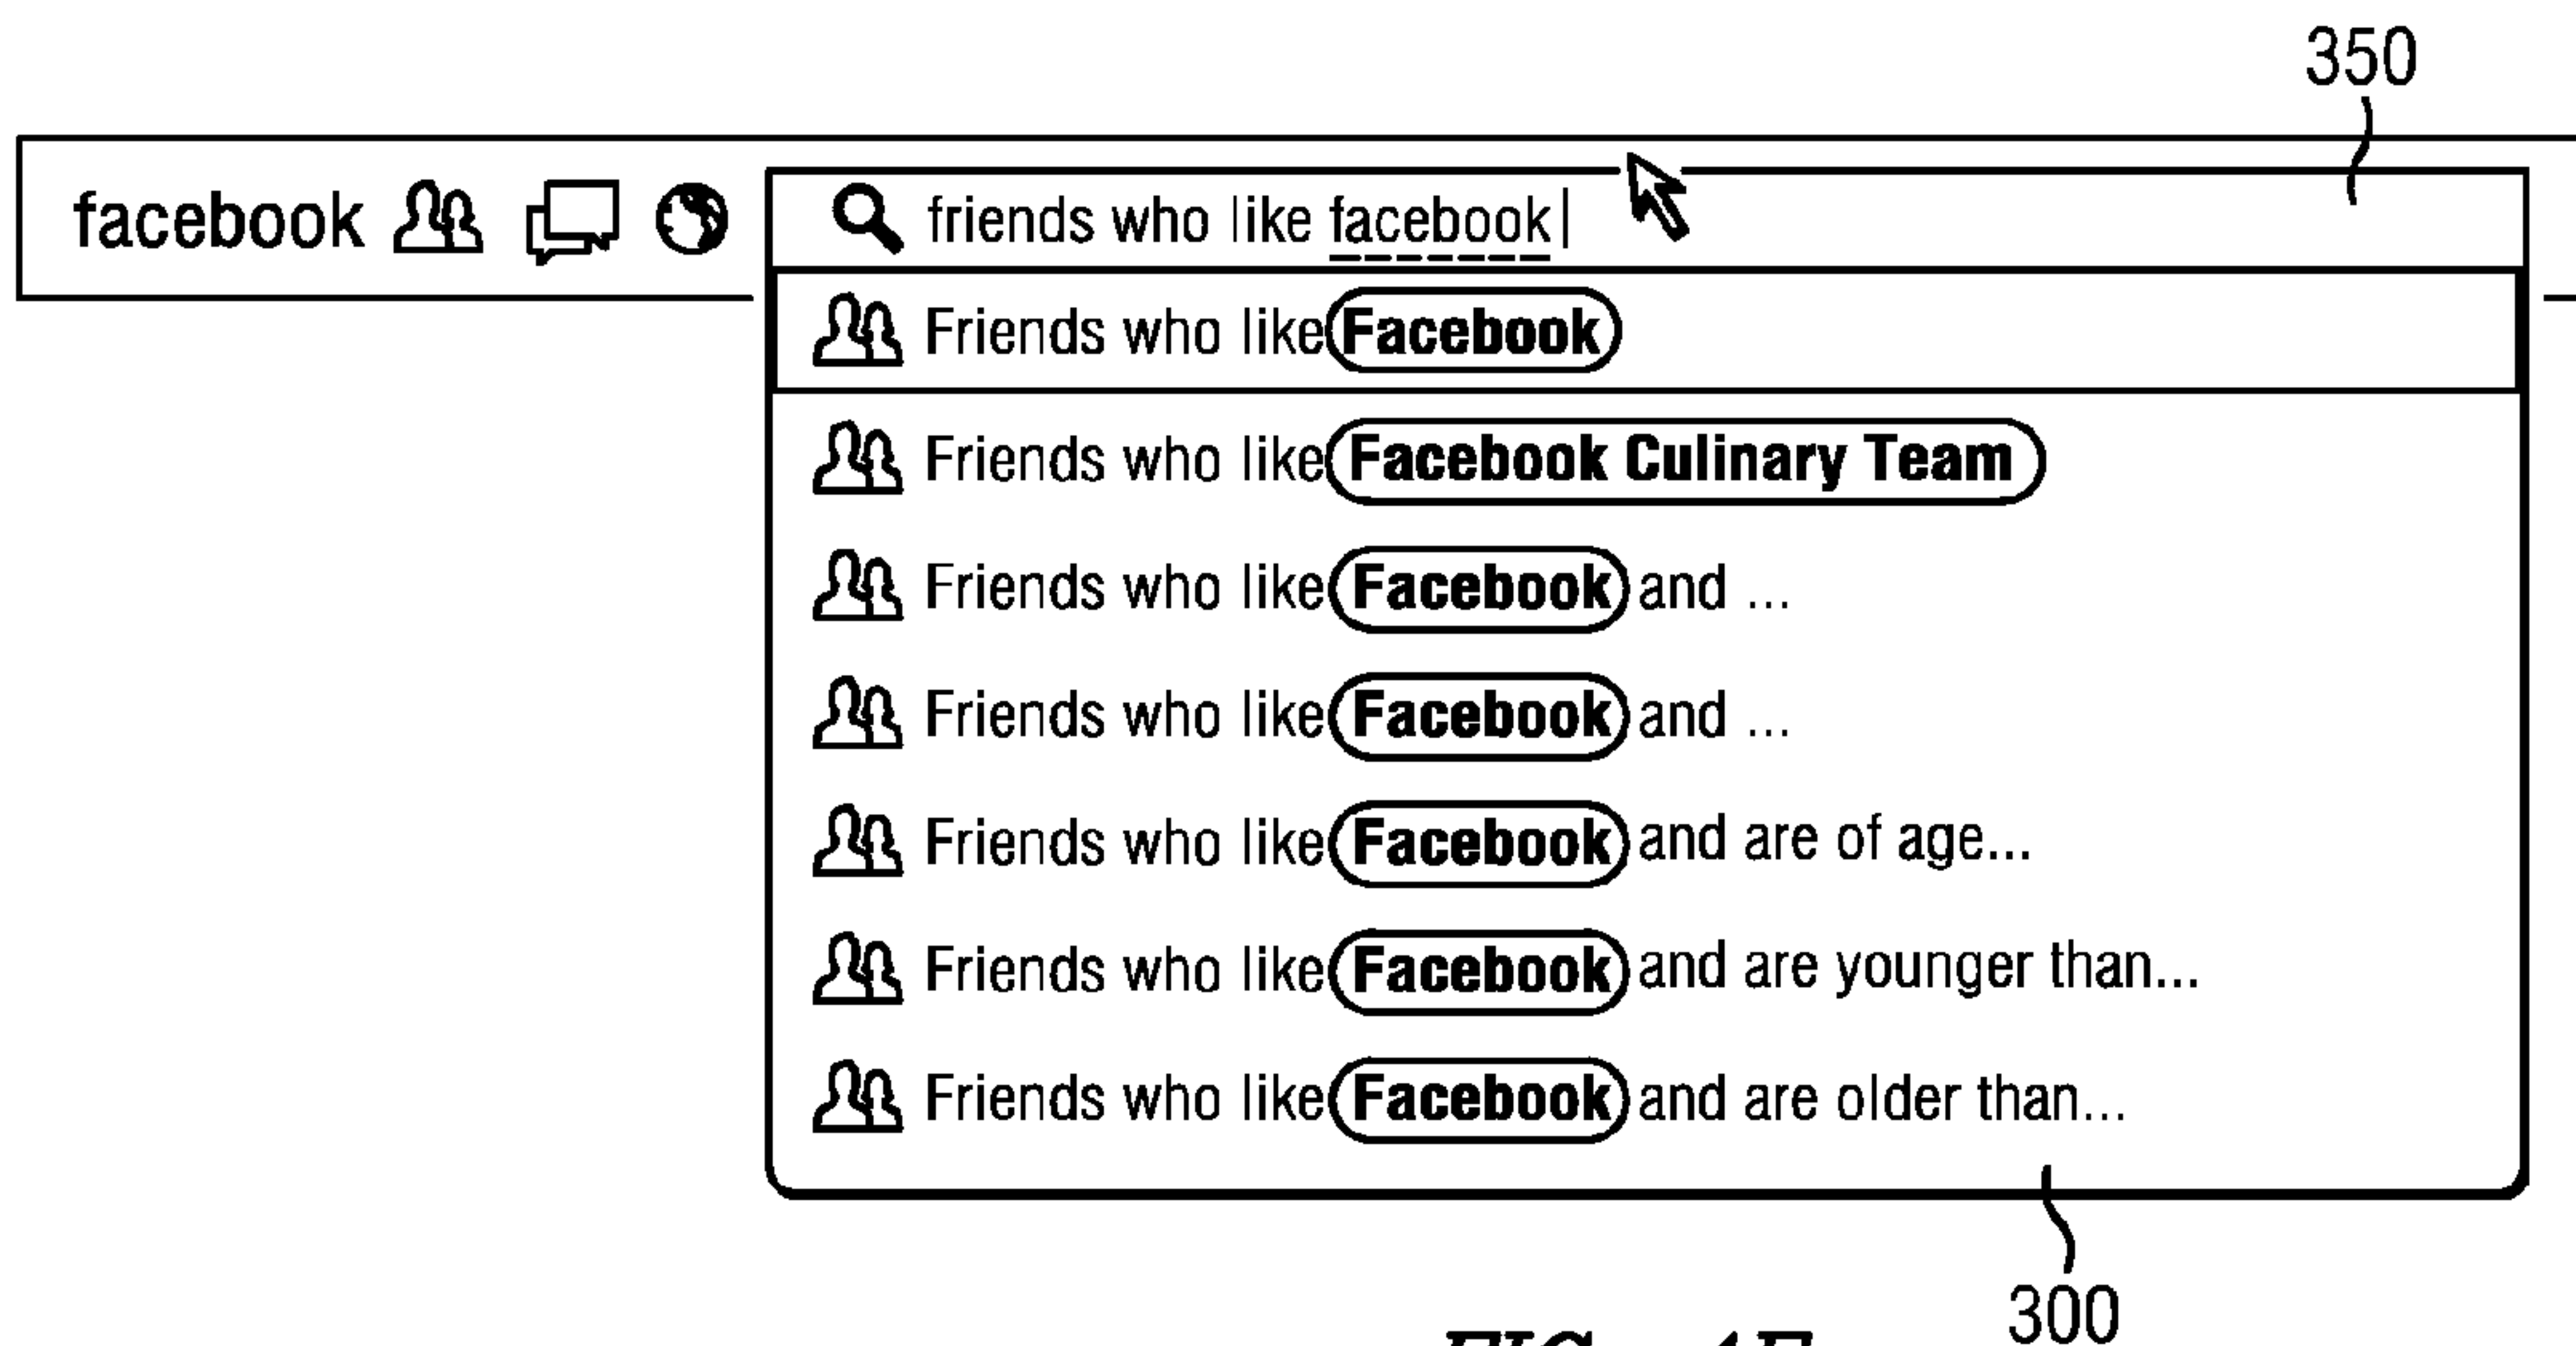 350
facebook friends who like facebook
Friends who like Facebook
Friends who like Facebook Culinary Team
Friends who like Facebook and ...
Friends who like Facebook and ...
Friends who like Facebook and are of age...
Friends who like Facebook and are younger than...
Friends who like Facebook and are older than...
300